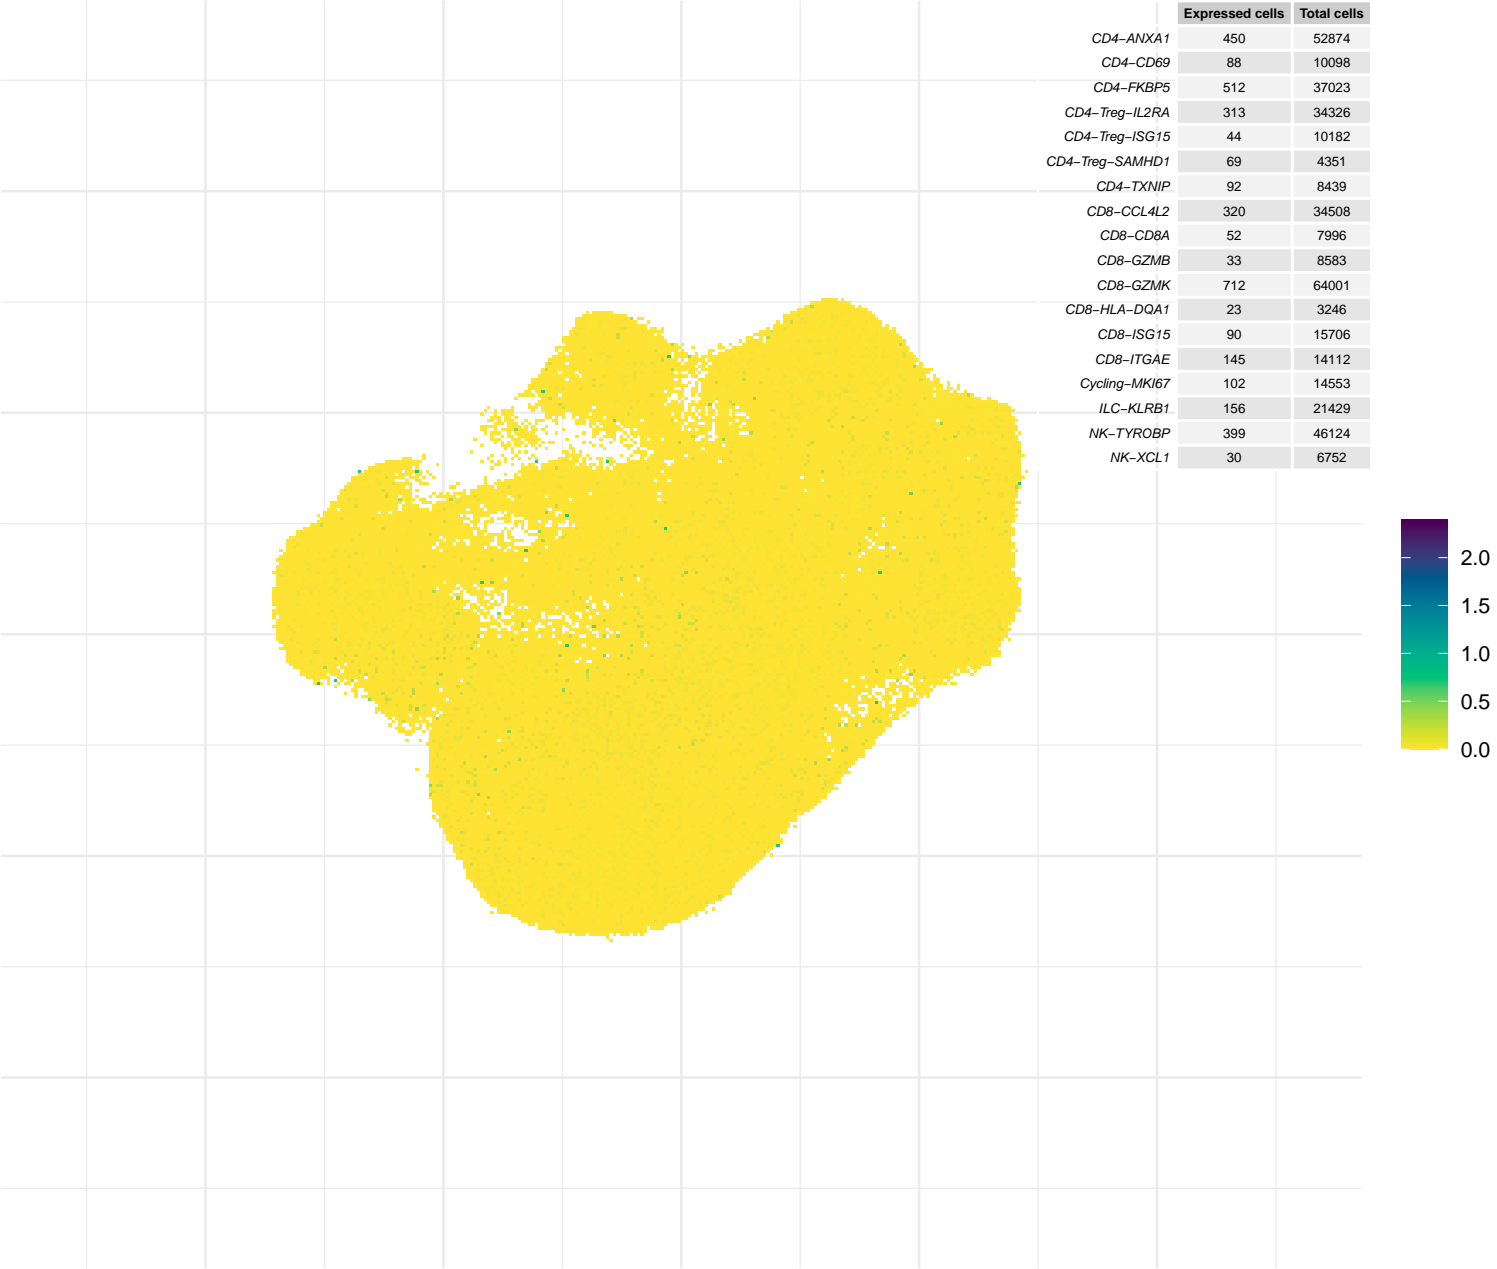 Expressed cells Total cells
CD4−ANXA1 450 52874
CD4−CD69 88 10098
CD4−FKBP5 512 37023
CD4−Treg−IL2RA 313 34326
CD4−Treg−ISG15 44 10182
CD4−Treg−SAMHD1 69 4351
CD4−TXNIP 92 8439
CD8−CCL4L2 320 34508
CD8−CD8A 52 7996
CD8−GZMB 33 8583
CD8−GZMK 712 64001
CD8−HLA−DQA1 23 3246
CD8−ISG15 90 15706
CD8−ITGAE 145 14112
Cycling−MKI67 102 14553
ILC−KLRB1 156 21429
NK−TYROBP 399 46124
NK−XCL1 30 6752
2.0
1.5
1.0
0.5
0.0